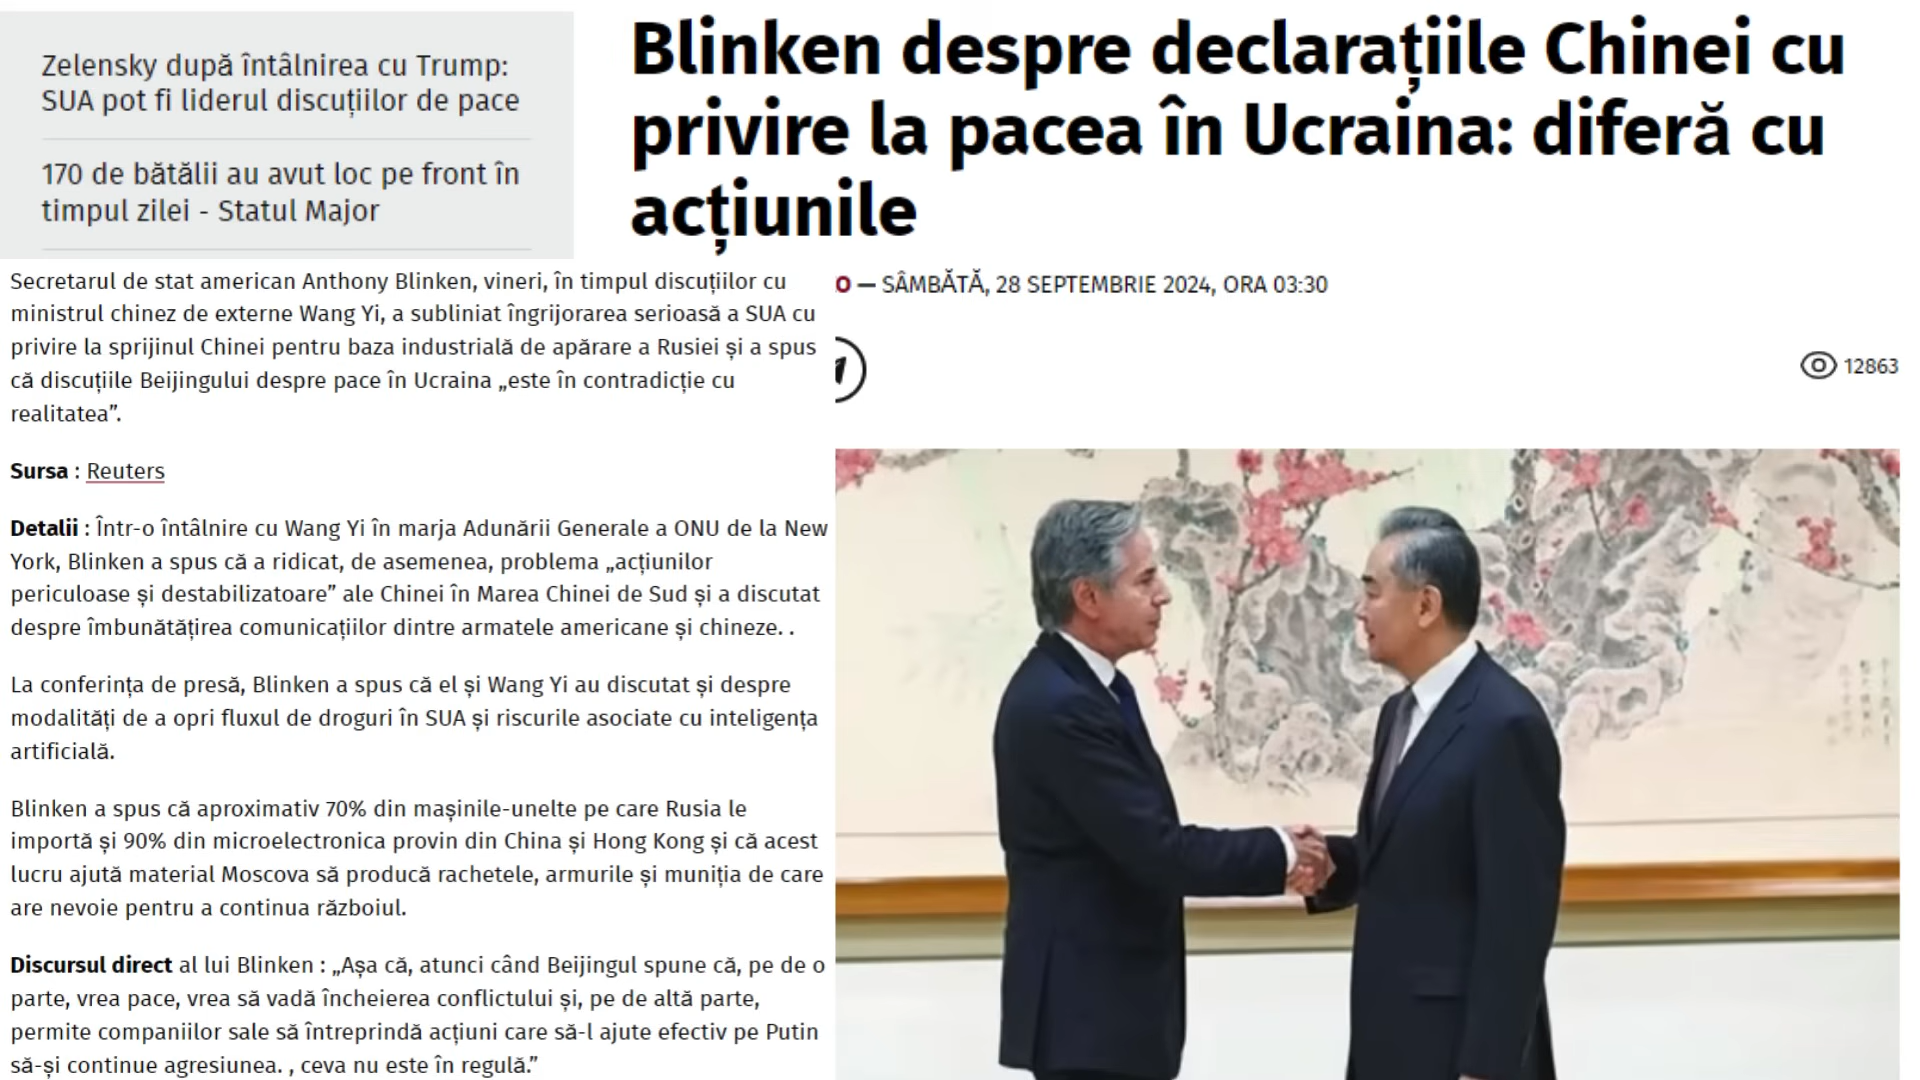 Zelensky după întâlnirea cu Trump:
SUA pot fi liderul discuțiilor de pace
170 de bătălii au avut loc pe front în
timpul zilei - Statul Major
Blinken despre declarațiile Chinei cu
privire la pacea în Ucraina: diferă cu
acțiunile
O — SÂMBĂTĂ, 28 SEPTEMBRIE 2024, ORA 03:30
12863
Secretarul de stat american Anthony Blinken, vineri, în timpul discuțiilor cu
ministrul chinez de externe Wang Yi, a subliniat îngrijorarea serioasă a SUA cu
privire la sprijinul Chinei pentru baza industrială de apărare a Rusiei și a spus
că discuțiile Beijingului despre pace în Ucraina „este în contradicție cu
realitatea”.
Sursa : Reuters
Detalii : Într-o întâlnire cu Wang Yi în marja Adunării Generale a ONU de la New
York, Blinken a spus că a ridicat, de asemenea, problema „acțiunilor
periculoase și destabilizatoare” ale Chinei în Marea Chinei de Sud și a discutat
despre îmbunătățirea comunicațiilor dintre armatele americane și chineze. .
La conferința de presă, Blinken a spus că el și Wang Yi au discutat și despre
modalități de a opri fluxul de droguri în SUA și riscurile asociate cu inteligența
artificială.
Blinken a spus că aproximativ 70% din mașinile-unelte pe care Rusia le
importă și 90% din microelectronica provin din China și Hong Kong și că acest
lucru ajută material Moscova să producă rachetele, armurile și muniția de care
are nevoie pentru a continua războiul.
Discursul direct al lui Blinken : „Așa că, atunci când Beijingul spune că, pe de o
parte, vrea pace, vrea să vadă încheierea conflictului și, pe de altă parte,
permite companiilor sale să întreprindă acțiuni care să-l ajute efectiv pe Putin
să-și continue agresiunea. , ceva nu este în regulă.”